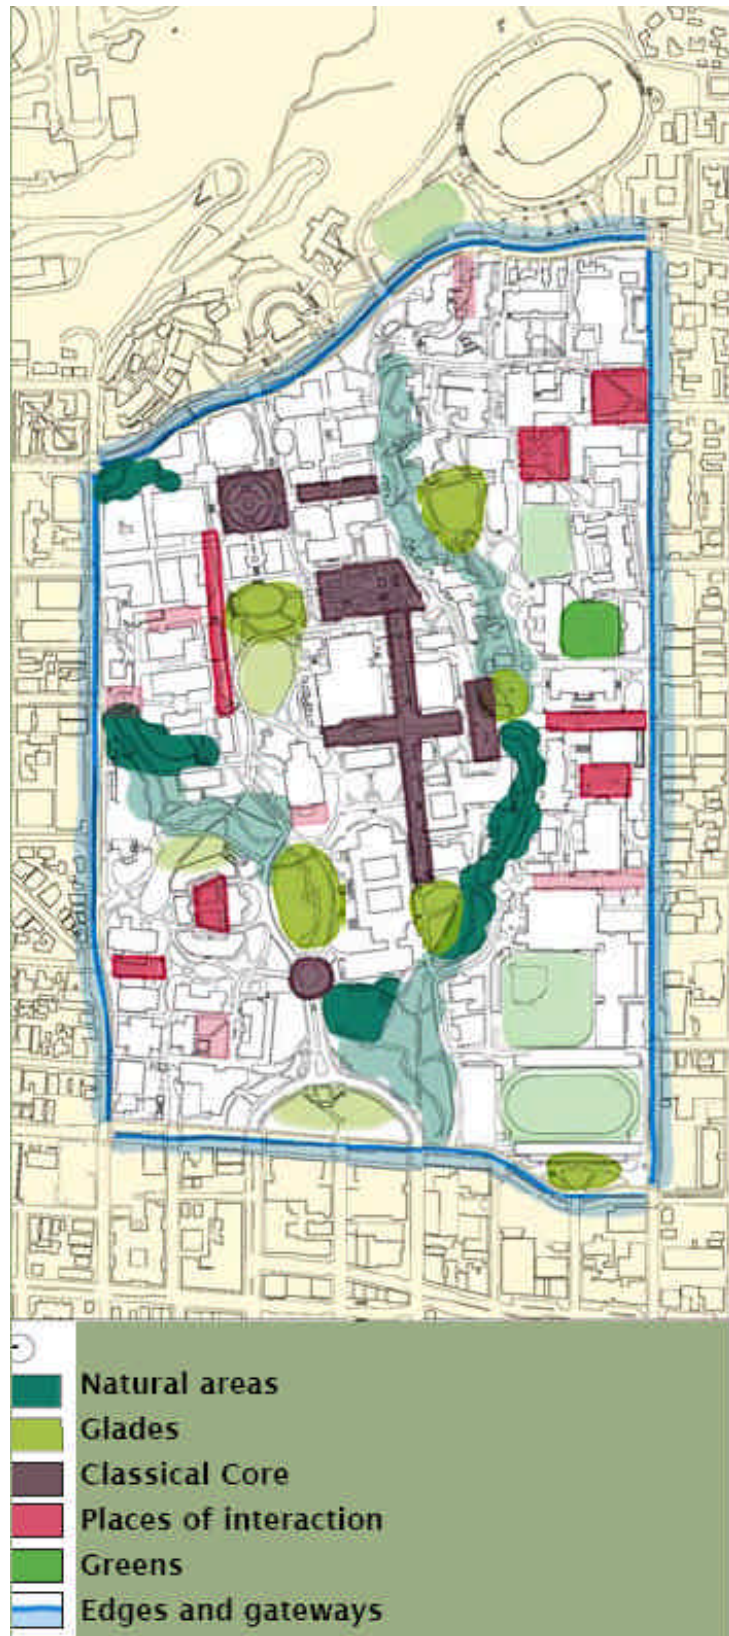 Natural areas
Glades
Classical Core
Places of interaction
Greens
Edges and gateways